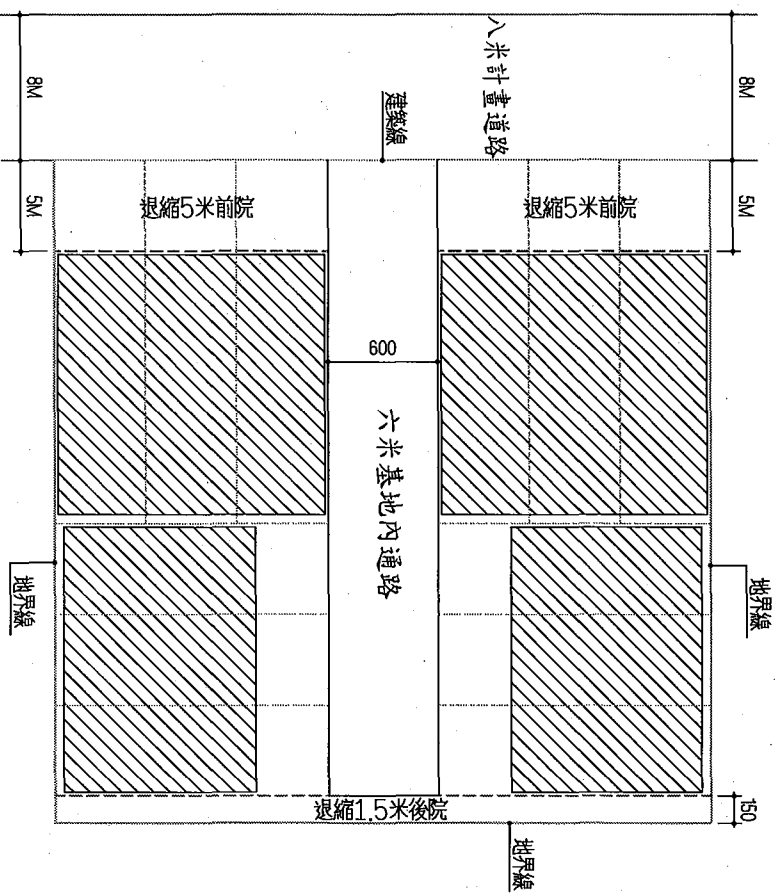 八米計畫道路
8M
8M
建築線
5M
5M
退縮5米前院
退縮5米前院
600
六米基地內通路
地界線
地界線
退縮1.5米後院
150
地界線